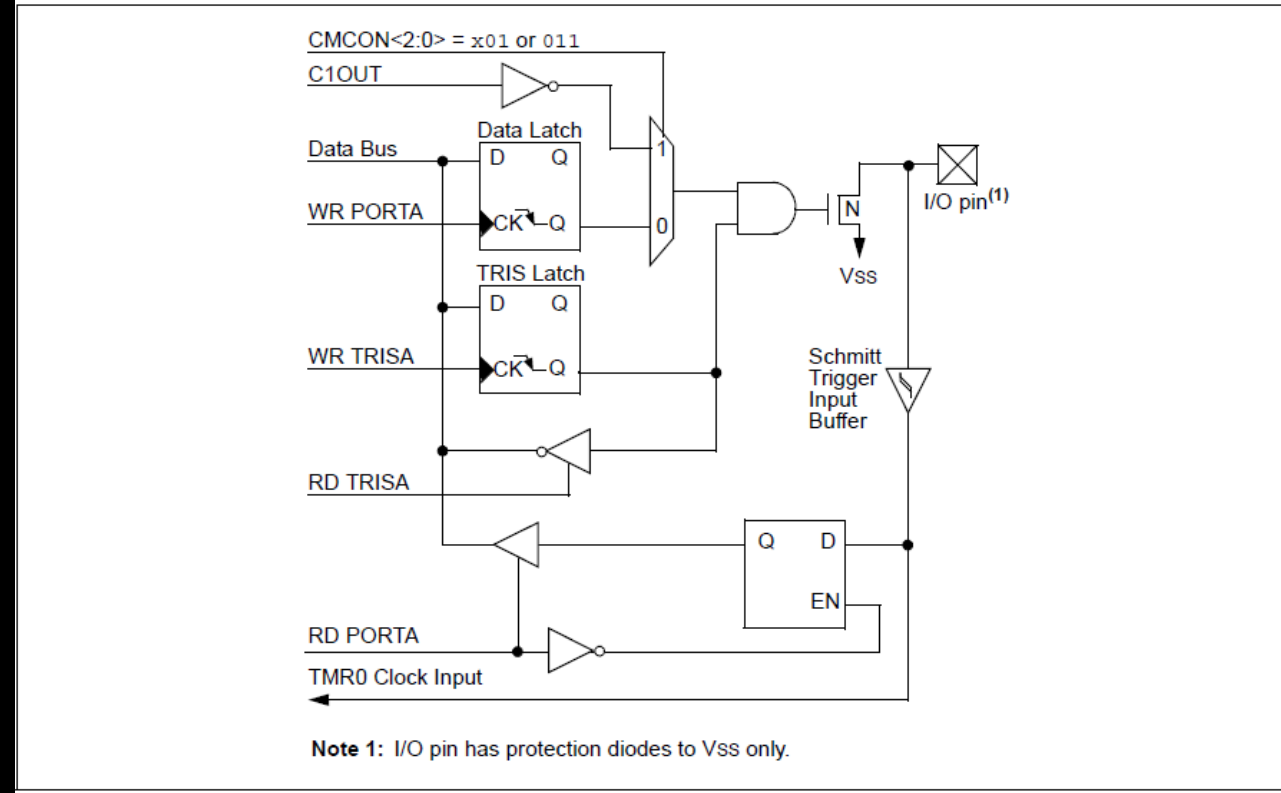 CMCON<2:0> = x01 or 011
C1OUT
Data Latch
Data Bus
D Q
1
WR PORTA
CK Q
0
N
I/O pin(1)
Vss
TRIS Latch
D Q
WR TRISA
CK Q
Schmitt
Trigger
Input
Buffer
RD TRISA
Q D
EN
RD PORTA
TMR0 Clock Input
Note 1: I/O pin has protection diodes to Vss only.